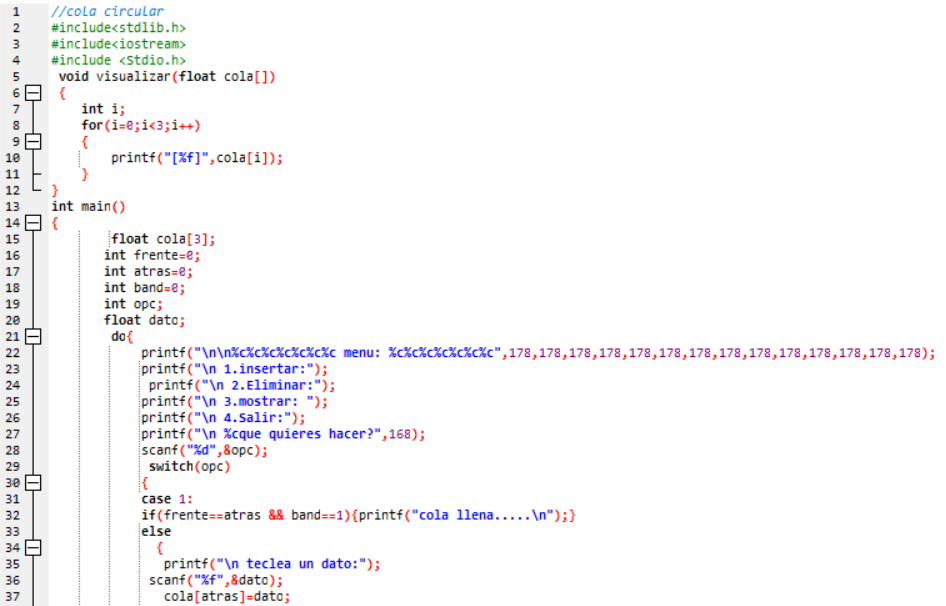 1 //cola circular
2 #include<stdlib.h>
3 #include<iostream>
4 #include <Stdio.h>
5 void visualizar(float cola[])
6 {
7 int i;
8 for(i=0;i<3;i++)
9 {
10 printf("[%f]",cola[i]);
11 }
12 }
13 int main()
14 {
15 float cola[3];
16 int frente=0;
17 int atras=0;
18 int band=0;
19 int opc;
20 float dato;
21 do{
22 printf("\n\n%c%c%c%c%c%c%c menu: %c%c%c%c%c%c%c",178,178,178,178,178,178,178,178,178,178,178,178,178,178);
23 printf("\n 1.insertar:");
24 printf("\n 2.Eliminar:");
25 printf("\n 3.mostrar: ");
26 printf("\n 4.Salir:");
27 printf("\n %cque quieres hacer?",168);
28 scanf("%d",&opc);
29 switch(opc)
30 {
31 case 1:
32 if(frente==atras && band==1){printf("cola llena.....\n");}
33 else
34 {
35 printf("\n teclea un dato:");
36 scanf("%f",&dato);
37 cola[atras]=dato;